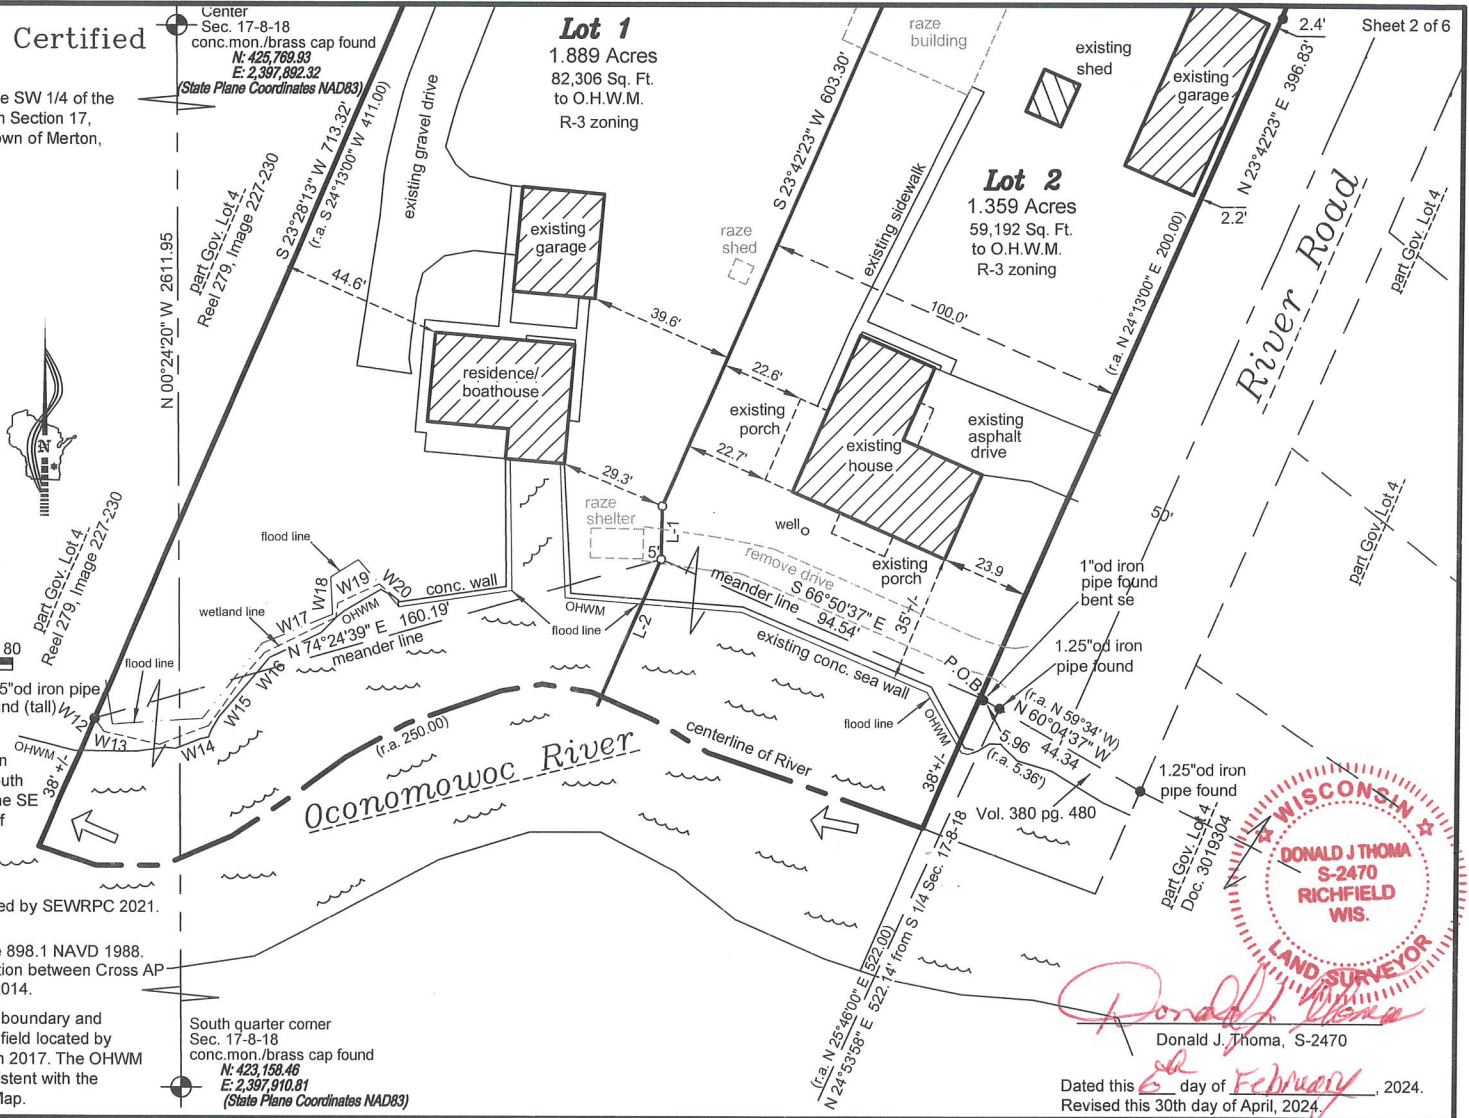 Certified
Center
Sec. 17-8-18
conc.mon./brass cap found
N: 425,769.93
E: 2,397,892.32
(State Plane Coordinates NAD83)
e SW 1/4 of the
n Section 17,
own of Merton,
Lot 1
1.889 Acres
82,306 Sq. Ft.
to O.H.W.M.
R-3 zoning
raze
building
existing
shed
existing
garage
2.4'
Sheet 2 of 6
S 23°28'13" W 713.32'
(r.a. S 24°13'00" W 411.00)
existing gravel drive
S 23°42'23" W 603.30'
N 23°42'23" E 396.83'
Lot 2
1.359 Acres
59,192 Sq. Ft.
to O.H.W.M.
R-3 zoning
2.2'
existing sidewalk
River Road
part Gov. Lot 4
part Gov. Lot 4
Reel 279, Image 227-230
N 00°24'20" W 2611.95
existing
garage
raze
shed
44.6'
39.6'
100.0'
(r.a. N 24°13'00" E 200.00)
residence/
boathouse
22.6'
existing
porch
existing
asphalt
drive
existing
house
22.7'
N
29.3'
raze
shelter
50'
part Gov. Lot 4
part Gov. Lot 4
Reel 279, Image 227-230
flood line
L-1
well
5'
remove drive
existing
porch
23.9
1"od iron
pipe found
bent se
W18
W19
W20
conc. wall
meander line
S 66°50'37" E
94.54'
35'+/-
wetland line
W17
OHWM
OHWM
flood line
L-2
N 74°24'39" E 160.19'
meander line
existing conc. sea wall
P.O.B.
1.25"od iron
pipe found
80
flood line
W16
5"od iron pipe
nd (tall)
W12
W15
W13
W14
OHWM
38'+/-
flood line
OHWM
(r.a. N 59°34' W)
N 60°04'37" W
5.96 44.34
(r.a. 5.36')
(r.a. 250.00)
Oconomowoc River
centerline of River
38'+/-
n
outh
e SE
f
Vol. 380 pg. 480
1.25"od iron
pipe found
part Gov. Lot 4
Doc. 3019304
WISCONSIN
DONALD J THOMA
S-2470
RICHFIELD
WIS.
LAND SURVEYOR
ed by SEWRPC 2021.
e 898.1 NAVD 1988.
tion between Cross AP
014.
boundary and
field located by
n 2017. The OHWM
istent with the
Map.
South quarter corner
Sec. 17-8-18
conc.mon./brass cap found
N: 423,158.46
E: 2,397,910.81
(State Plane Coordinates NAD83)
(r.a. N 25°46'00" E 522.00)
N 24°53'58" E 522.14' from S 1/4 Sec. 17-8-18
Donald J. Thoma
Donald J. Thoma, S-2470
Dated this 6th day of February, 2024.
Revised this 30th day of April, 2024.